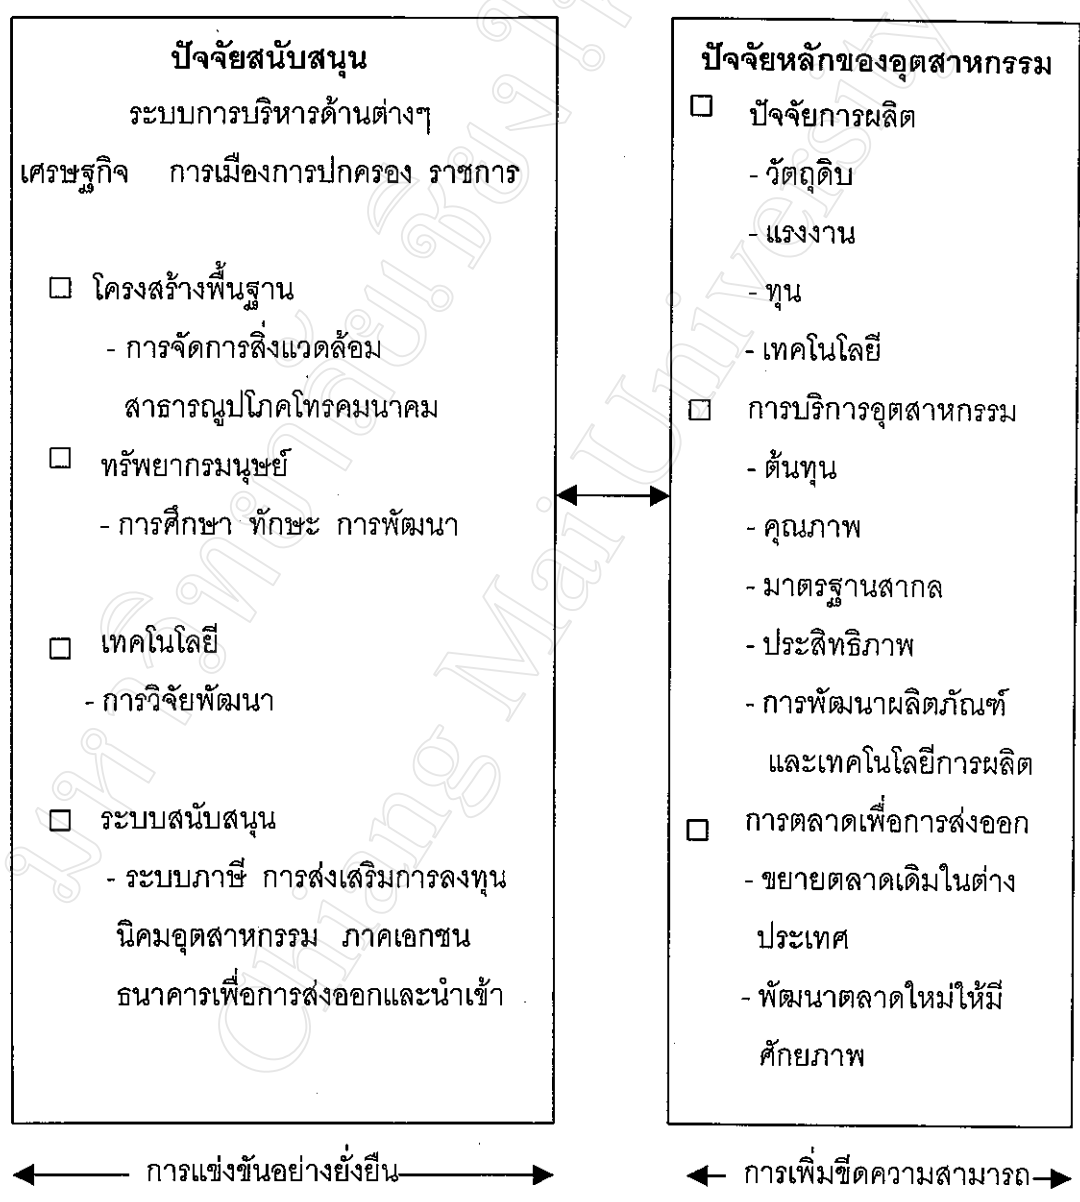 ปัจจัยสนับสนุน
ระบบการบริหารด้านต่างๆ
เศรษฐกิจ การเมืองการปกครอง ราชการ
โครงสร้างพื้นฐาน
- การจัดการสิ่งแวดล้อม
สาธารณูปโภคโทรคมนาคม
ทรัพยากรมนุษย์
- การศึกษา ทักษะ การพัฒนา
เทคโนโลยี
- การวิจัยพัฒนา
ระบบสนับสนุน
- ระบบภาษี การส่งเสริมการลงทุน
นิคมอุตสาหกรรม ภาคเอกชน
ธนาคารเพื่อการส่งออกและนำเข้า
การแข่งขันอย่างยั่งยืน
ปัจจัยหลักของอุตสาหกรรม
ปัจจัยการผลิต
- วัตถุดิบ
- แรงงาน
- ทุน
- เทคโนโลยี
การบริการอุตสาหกรรม
- ต้นทุน
- คุณภาพ
- มาตรฐานสากล
- ประสิทธิภาพ
- การพัฒนาผลิตภัณฑ์
และเทคโนโลยีการผลิต
การตลาดเพื่อการส่งออก
- ขยายตลาดเดิมในต่าง
ประเทศ
- พัฒนาตลาดใหม่ให้มี
ศักยภาพ
การเพิ่มขีดความสามารถ
Chiang Mai University